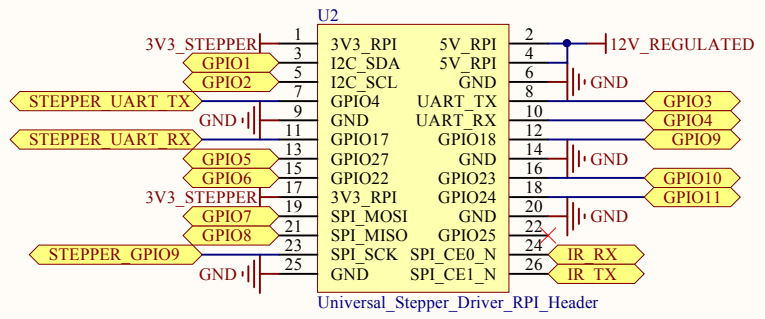 U2
3V3_STEPPER 1 3V3_RPI 5V_RPI 2 12V_REGULATED
GPIO1 3 I2C_SDA 5V_RPI 4
GPIO2 5 I2C_SCL GND 6 GND
STEPPER_UART_TX 7 GPIO4 UART_TX 8 GPIO3
GND 9 GND UART_RX 10 GPIO4
STEPPER_UART_RX 11 GPIO17 GPIO18 12 GPIO9
GPIO5 13 GPIO27 GND 14 GND
GPIO6 15 GPIO22 GPIO23 16 GPIO10
3V3_STEPPER 17 3V3_RPI GPIO24 18 GPIO11
GPIO7 19 SPI_MOSI GND 20 GND
GPIO8 21 SPI_MISO GPIO25 22
STEPPER_GPIO9 23 SPI_SCK SPI_CE0_N 24 IR_RX
GND 25 GND SPI_CE1_N 26 IR_TX
Universal_Stepper_Driver_RPI_Header